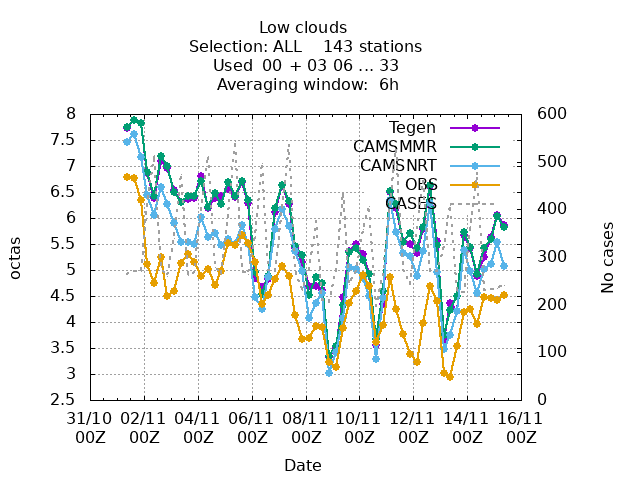 Low clouds
Selection: ALL 143 stations
Used 00 + 03 06 ... 33
Averaging window: 6h
8
7.5
7
6.5
6
5.5
5
4.5
4
3.5
3
2.5
octas
600
500
400
300
200
100
0
No cases
Tegen
CAMSMMR
CAMSNRT
OBS
CASES
31/10 02/11 04/11 06/11 08/11 10/11 12/11 14/11 16/11
00Z 00Z 00Z 00Z 00Z 00Z 00Z 00Z 00Z
Date